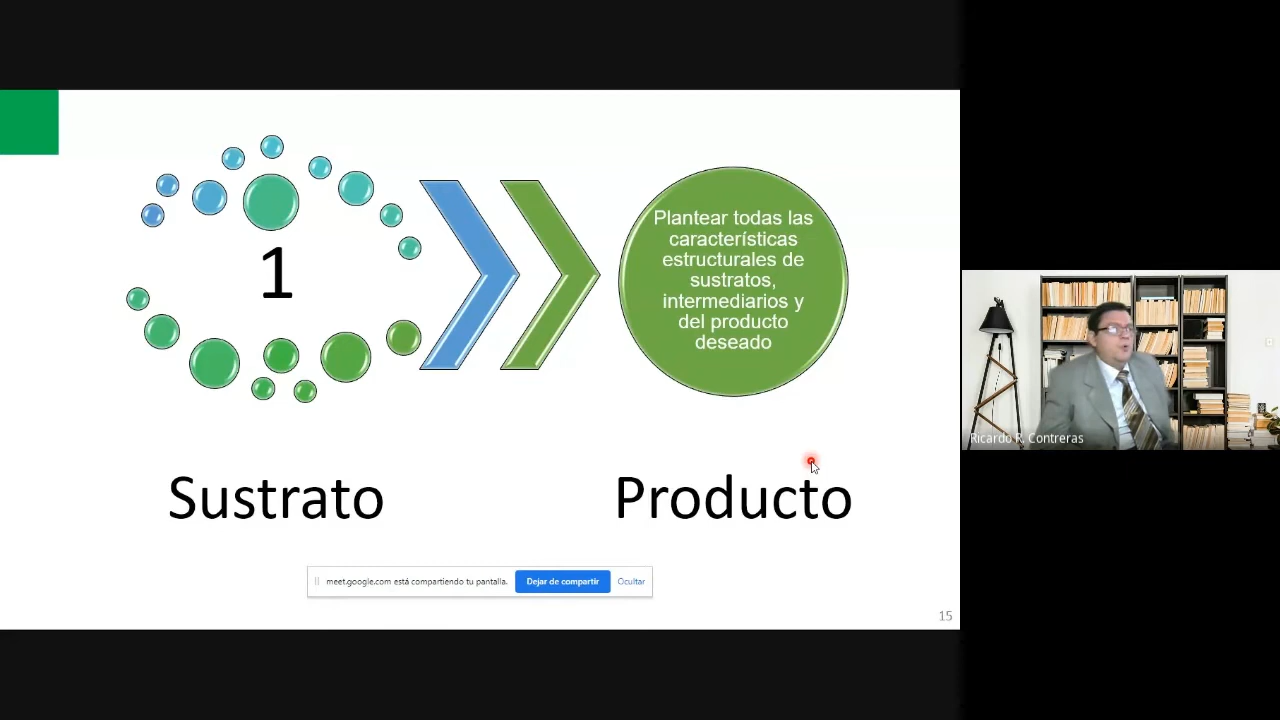 1
Plantear todas las
características
estructurales de
sustratos,
intermediarios y
del producto
deseado
Sustrato
Producto
meet.google.com está compartiendo tu pantalla.
Dejar de compartir
Ocultar
15
Ricardo R. Contreras